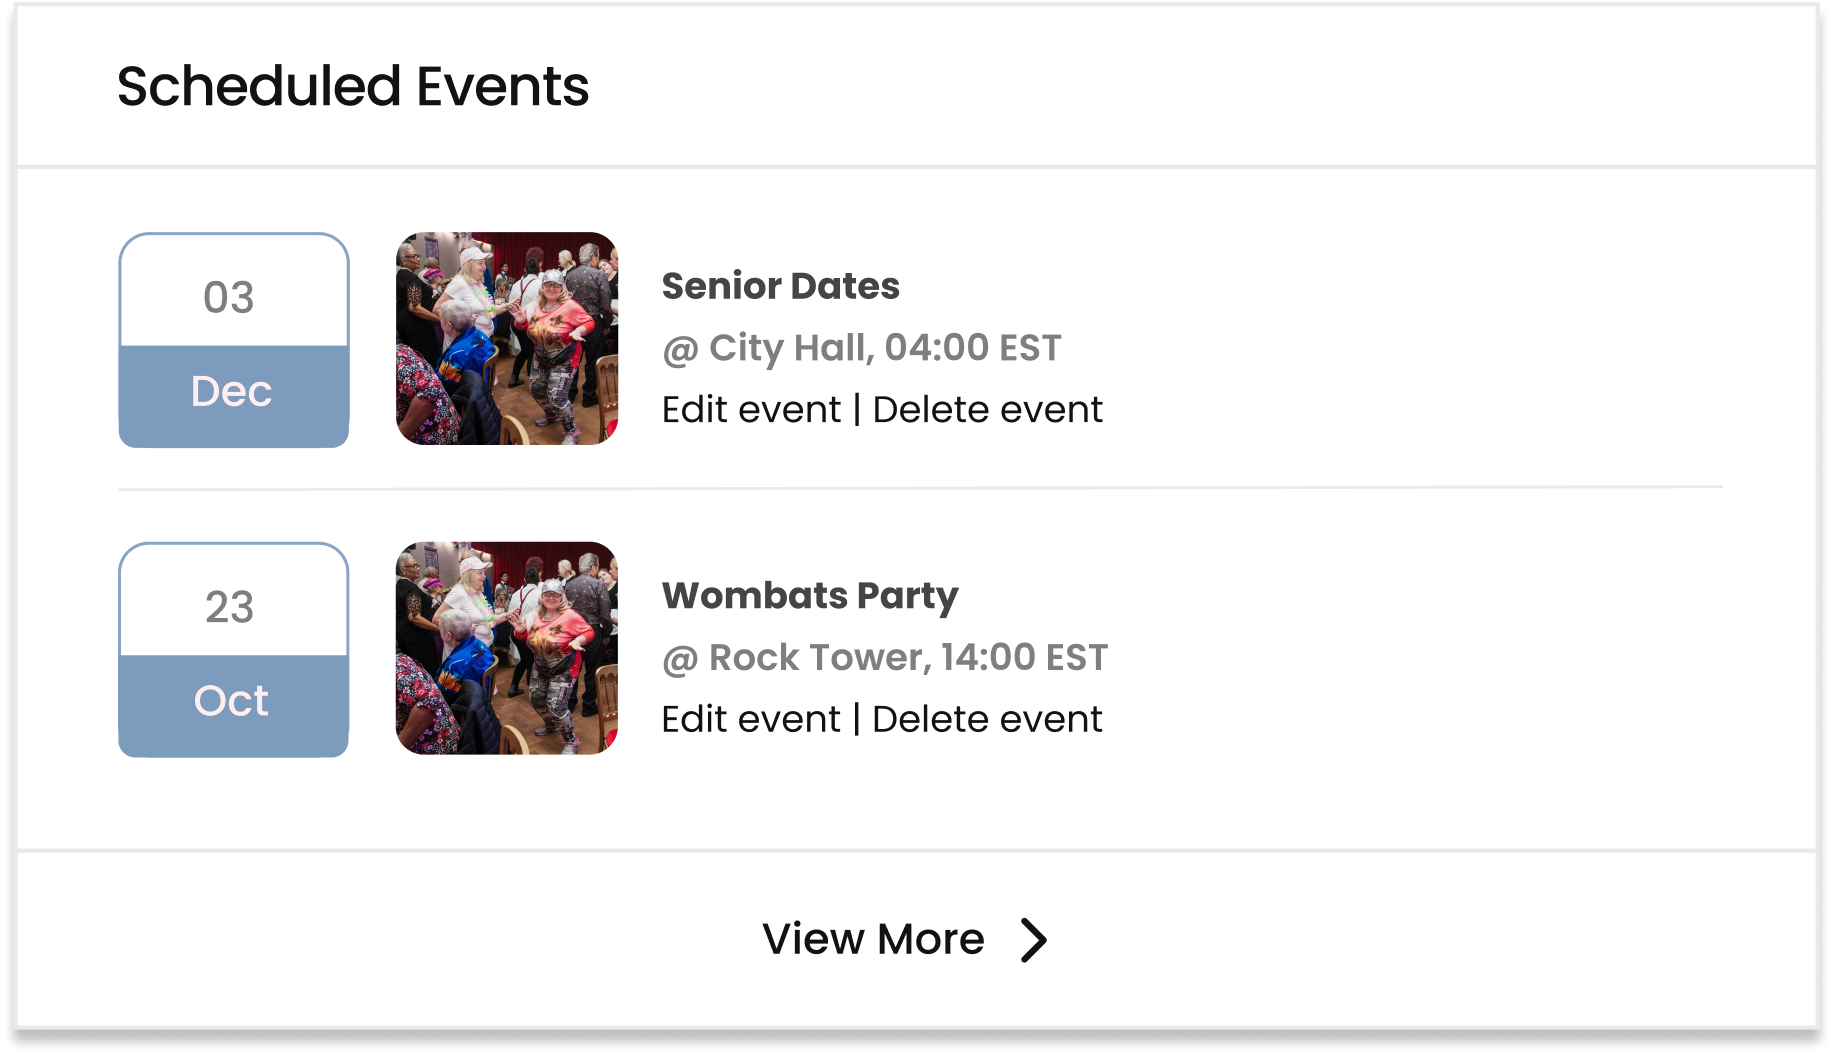 Scheduled Events
03
Dec
Senior Dates
@ City Hall, 04:00 EST
Edit event | Delete event
23
Oct
Wombats Party
@ Rock Tower, 14:00 EST
Edit event | Delete event
View More